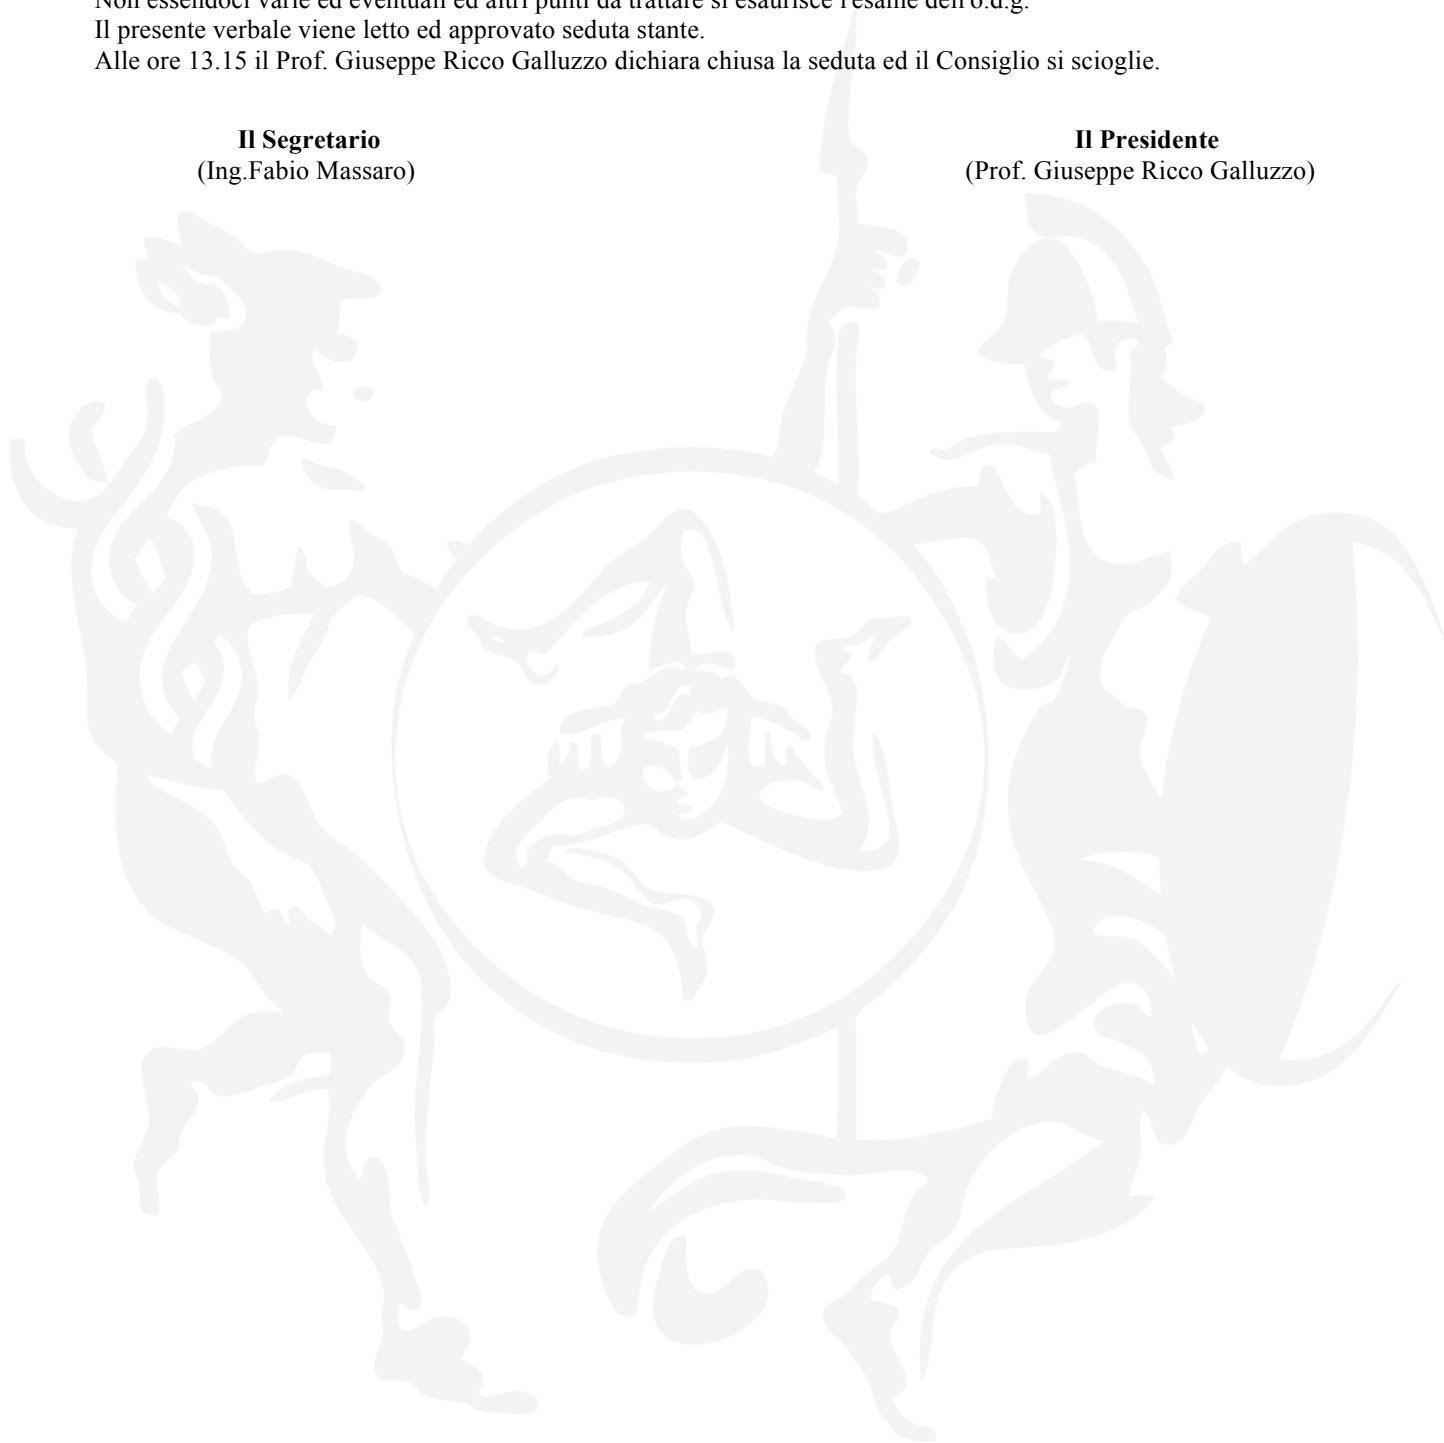 Non essendoci varie ed eventuali ed altri punti da trattare si esaurisce l'esame dell'o.d.g.
Il presente verbale viene letto ed approvato seduta stante.
Alle ore 13.15 il Prof. Giuseppe Ricco Galluzzo dichiara chiusa la seduta ed il Consiglio si scioglie.
Il Segretario Il Presidente
(Ing.Fabio Massaro) (Prof. Giuseppe Ricco Galluzzo)